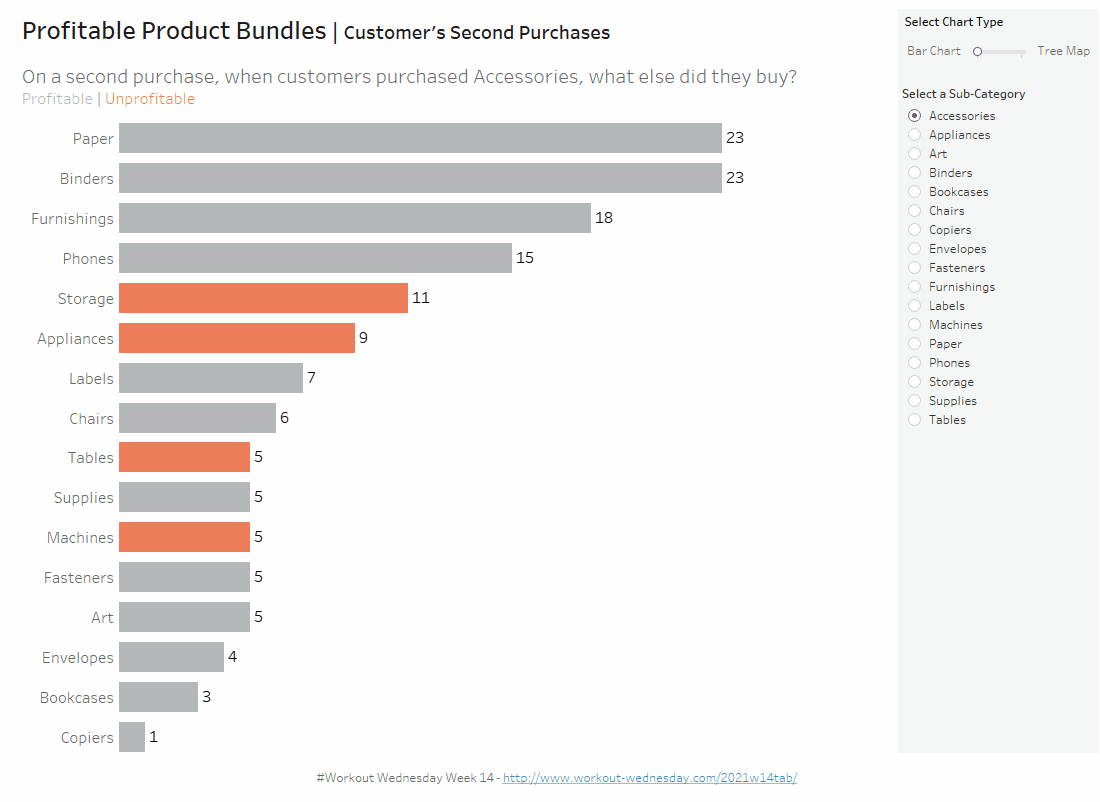 Profitable Product Bundles | Customer’s Second Purchases
On a second purchase, when customers purchased Accessories, what else did they buy?
Profitable | Unprofitable
Paper 23
Binders 23
Furnishings 18
Phones 15
Storage 11
Appliances 9
Labels 7
Chairs 6
Tables 5
Supplies 5
Machines 5
Fasteners 5
Art 5
Envelopes 4
Bookcases 3
Copiers 1
#Workout Wednesday Week 14 - http://www.workout-wednesday.com/2021w14tab/
Select Chart Type
Bar Chart Tree Map
Select a Sub-Category
Accessories
Appliances
Art
Binders
Bookcases
Chairs
Copiers
Envelopes
Fasteners
Furnishings
Labels
Machines
Paper
Phones
Storage
Supplies
Tables